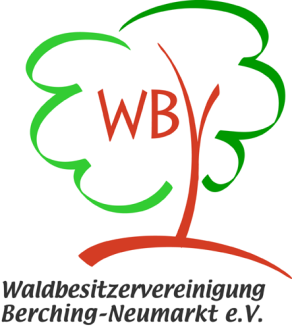 WBV
Waldbesitzervereinigung
Berching-Neumarkt e.V.